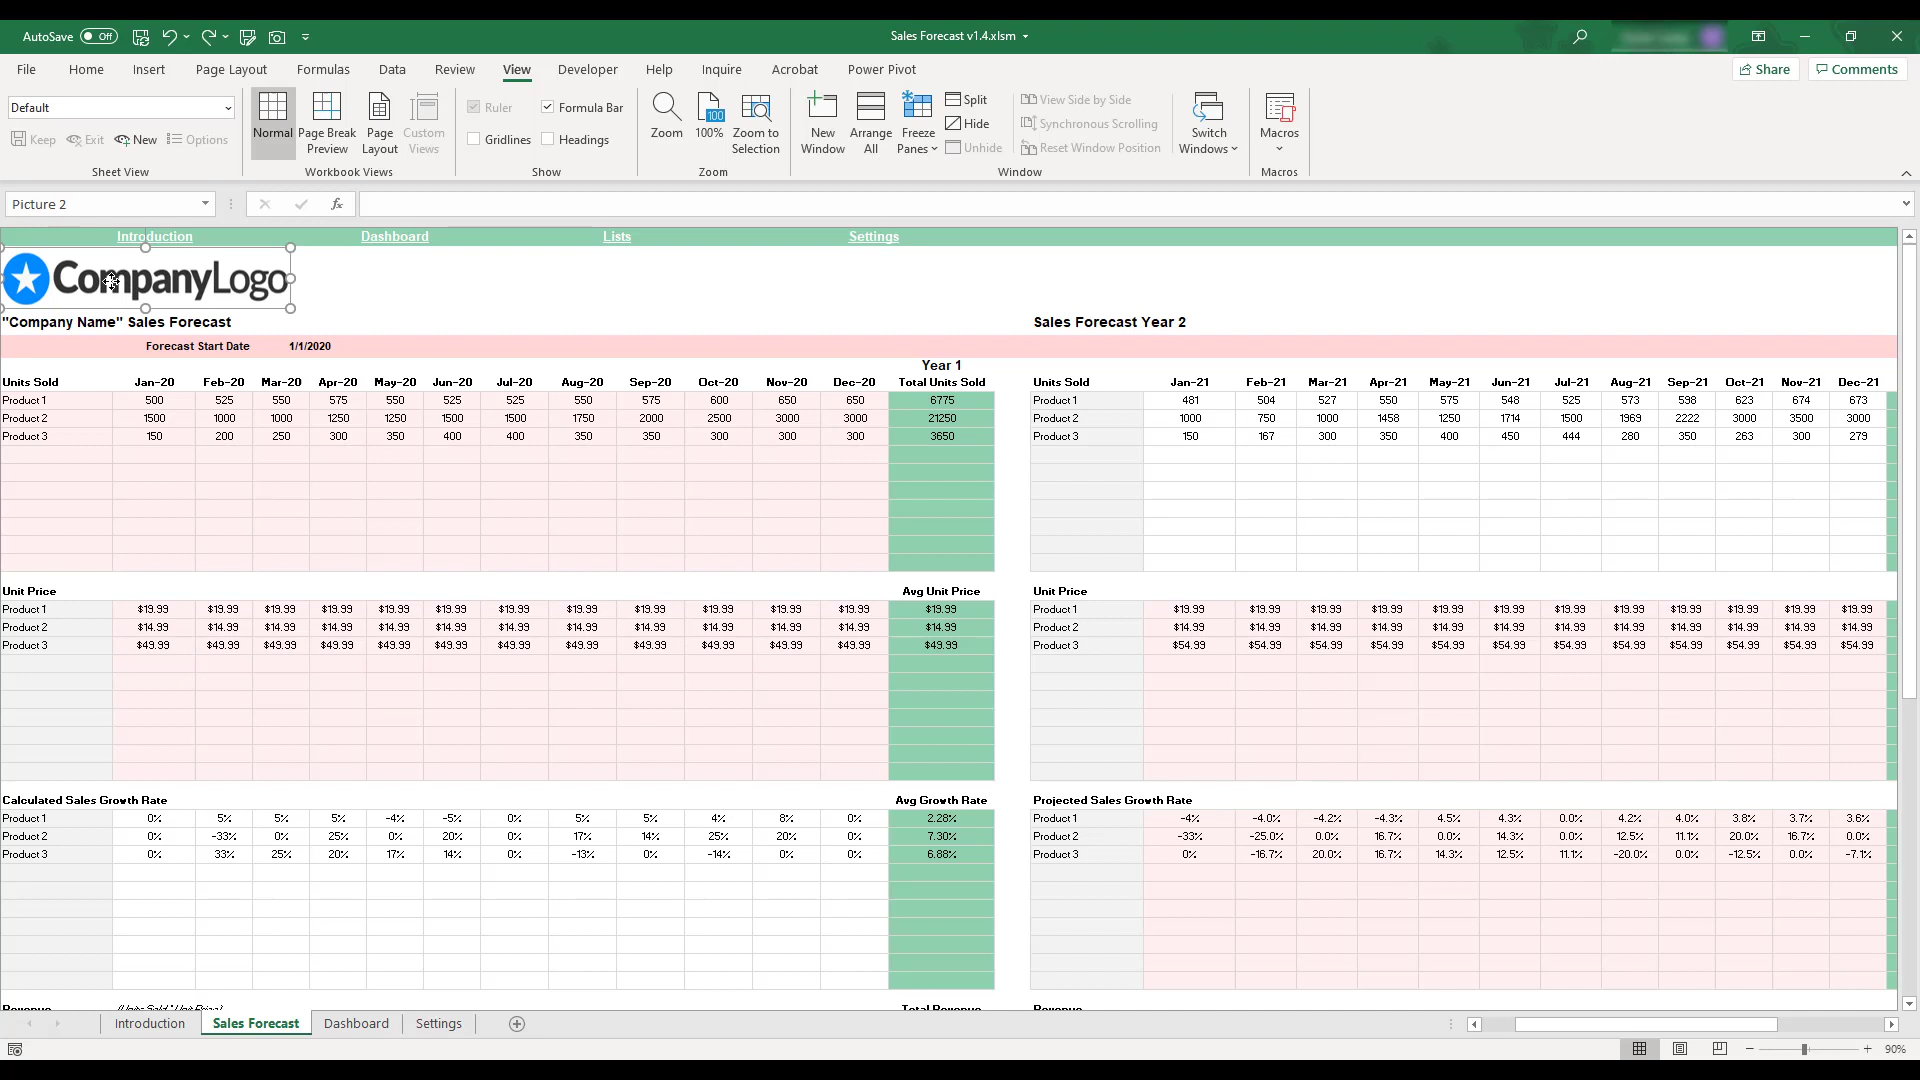 AutoSave Off Sales Forecast v1.4.xlsm
File Home Insert Page Layout Formulas Data Review View Developer Help Inquire Acrobat Power Pivot Share Comments
Default
Keep Exit New Options
Sheet View
Normal Page Break Preview Page Layout Custom Views
Workbook Views
Ruler Formula Bar
Gridlines Headings
Show
Zoom 100 100% Zoom to Selection
Zoom
New Window Arrange All Freeze Panes
Split
Hide
Unhide
View Side by Side
Synchronous Scrolling
Reset Window Position
Switch Windows
Window
Macros
Macros
Picture 2 fx
Introduction Dashboard Lists Settings
CompanyLogo
"Company Name" Sales Forecast Sales Forecast Year 2
Forecast Start Date 1/1/2020
Year 1
Units Sold Jan-20 Feb-20 Mar-20 Apr-20 May-20 Jun-20 Jul-20 Aug-20 Sep-20 Oct-20 Nov-20 Dec-20 Total Units Sold Units Sold Jan-21 Feb-21 Mar-21 Apr-21 May-21 Jun-21 Jul-21 Aug-21 Sep-21 Oct-21 Nov-21 Dec-21
Product 1 500 525 550 575 550 525 525 550 575 600 650 650 6775 Product 1 481 504 527 550 575 548 525 573 598 623 674 673
Product 2 1500 1000 1000 1250 1250 1500 1500 1750 2000 2500 3000 3000 21250 Product 2 1000 750 1000 1458 1250 1714 1500 1969 2222 3000 3500 3000
Product 3 150 200 250 300 350 400 400 350 350 300 300 300 3650 Product 3 150 167 300 350 400 450 444 280 350 263 300 279
Unit Price Avg Unit Price Unit Price
Product 1 $19.99 $19.99 $19.99 $19.99 $19.99 $19.99 $19.99 $19.99 $19.99 $19.99 $19.99 $19.99 $19.99 Product 1 $19.99 $19.99 $19.99 $19.99 $19.99 $19.99 $19.99 $19.99 $19.99 $19.99 $19.99 $19.99
Product 2 $14.99 $14.99 $14.99 $14.99 $14.99 $14.99 $14.99 $14.99 $14.99 $14.99 $14.99 $14.99 $14.99 Product 2 $14.99 $14.99 $14.99 $14.99 $14.99 $14.99 $14.99 $14.99 $14.99 $14.99 $14.99 $14.99
Product 3 $49.99 $49.99 $49.99 $49.99 $49.99 $49.99 $49.99 $49.99 $49.99 $49.99 $49.99 $49.99 $49.99 Product 3 $54.99 $54.99 $54.99 $54.99 $54.99 $54.99 $54.99 $54.99 $54.99 $54.99 $54.99 $54.99
Calculated Sales Growth Rate Avg Growth Rate Projected Sales Growth Rate
Product 1 0% 5% 5% 5% -4% -5% 0% 5% 5% 4% 8% 0% 2.28% Product 1 -4% -4.0% -4.2% -4.3% 4.5% 4.3% 0.0% 4.2% 4.0% 3.8% 3.7% 3.6%
Product 2 0% -33% 0% 25% 0% 20% 0% 17% 14% 25% 20% 0% 7.30% Product 2 -33% -25.0% 0.0% 16.7% 0.0% 14.3% 0.0% 12.5% 11.1% 20.0% 16.7% 0.0%
Product 3 0% 33% 25% 20% 17% 14% 0% -13% 0% -14% 0% 0% 6.88% Product 3 0% -16.7% 20.0% 16.7% 14.3% 12.5% 11.1% -20.0% 0.0% -12.5% 0.0% -7.1%
Revenue (Units Sold*Unit Price) Total Revenue Revenue
Introduction Sales Forecast Dashboard Settings
90%